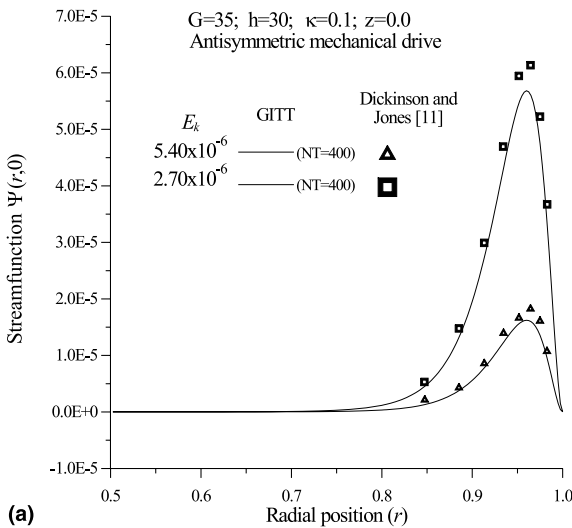 G=35; h=30; κ=0.1; z=0.0
Antisymmetric mechanical drive
E_k GITT Dickinson and Jones [11]
5.40x10^-6 (NT=400)
2.70x10^-6 (NT=400)
Streamfunction Ψ(r,0)
7.0E-5
6.0E-5
5.0E-5
4.0E-5
3.0E-5
2.0E-5
1.0E-5
0.0E+0
-1.0E-5
0.5 0.6 0.7 0.8 0.9 1.0
(a) Radial position (r)